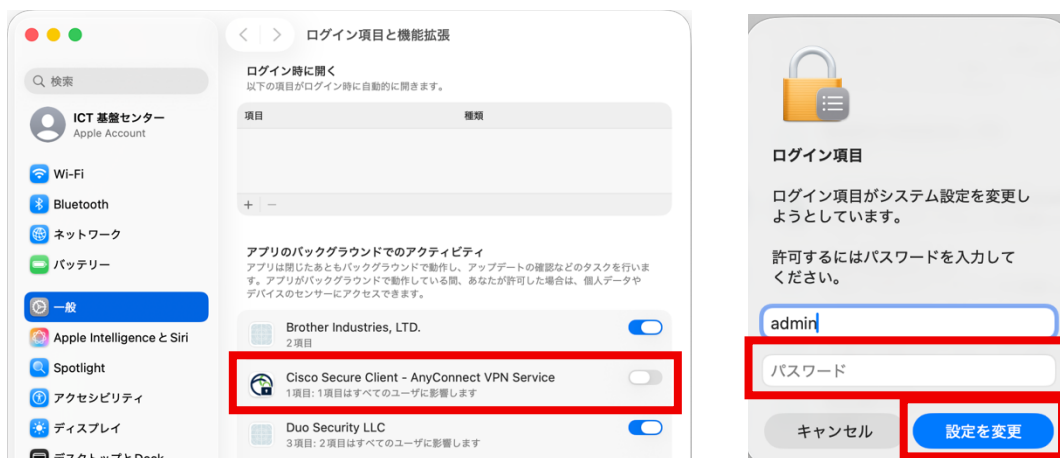 ログイン項目と機能拡張
検索
ICT 基盤センター
Apple Account
Wi-Fi
Bluetooth
ネットワーク
バッテリー
一般
Apple Intelligence と Siri
Spotlight
アクセシビリティ
ディスプレイ
デスクトップと Dock
ログイン時に開く
以下の項目がログイン時に自動的に開きます。
項目 種類
+ −
アプリのバックグラウンドでのアクティビティ
アプリは閉じたあともバックグラウンドで動作し、アップデートの確認などのタスクを行いま
す。アプリがバックグラウンドで動作している間、あなたが許可した場合は、個人データや
デバイスのセンサーにアクセスできます。
Brother Industries, LTD.
2項目
Cisco Secure Client - AnyConnect VPN Service
1項目: 1項目はすべてのユーザに影響します
Duo Security LLC
3項目: 2項目はすべてのユーザに影響します
ログイン項目
ログイン項目がシステム設定を変更し
ようとしています。
許可するにはパスワードを入力して
ください。
admin
パスワード
キャンセル 設定を変更